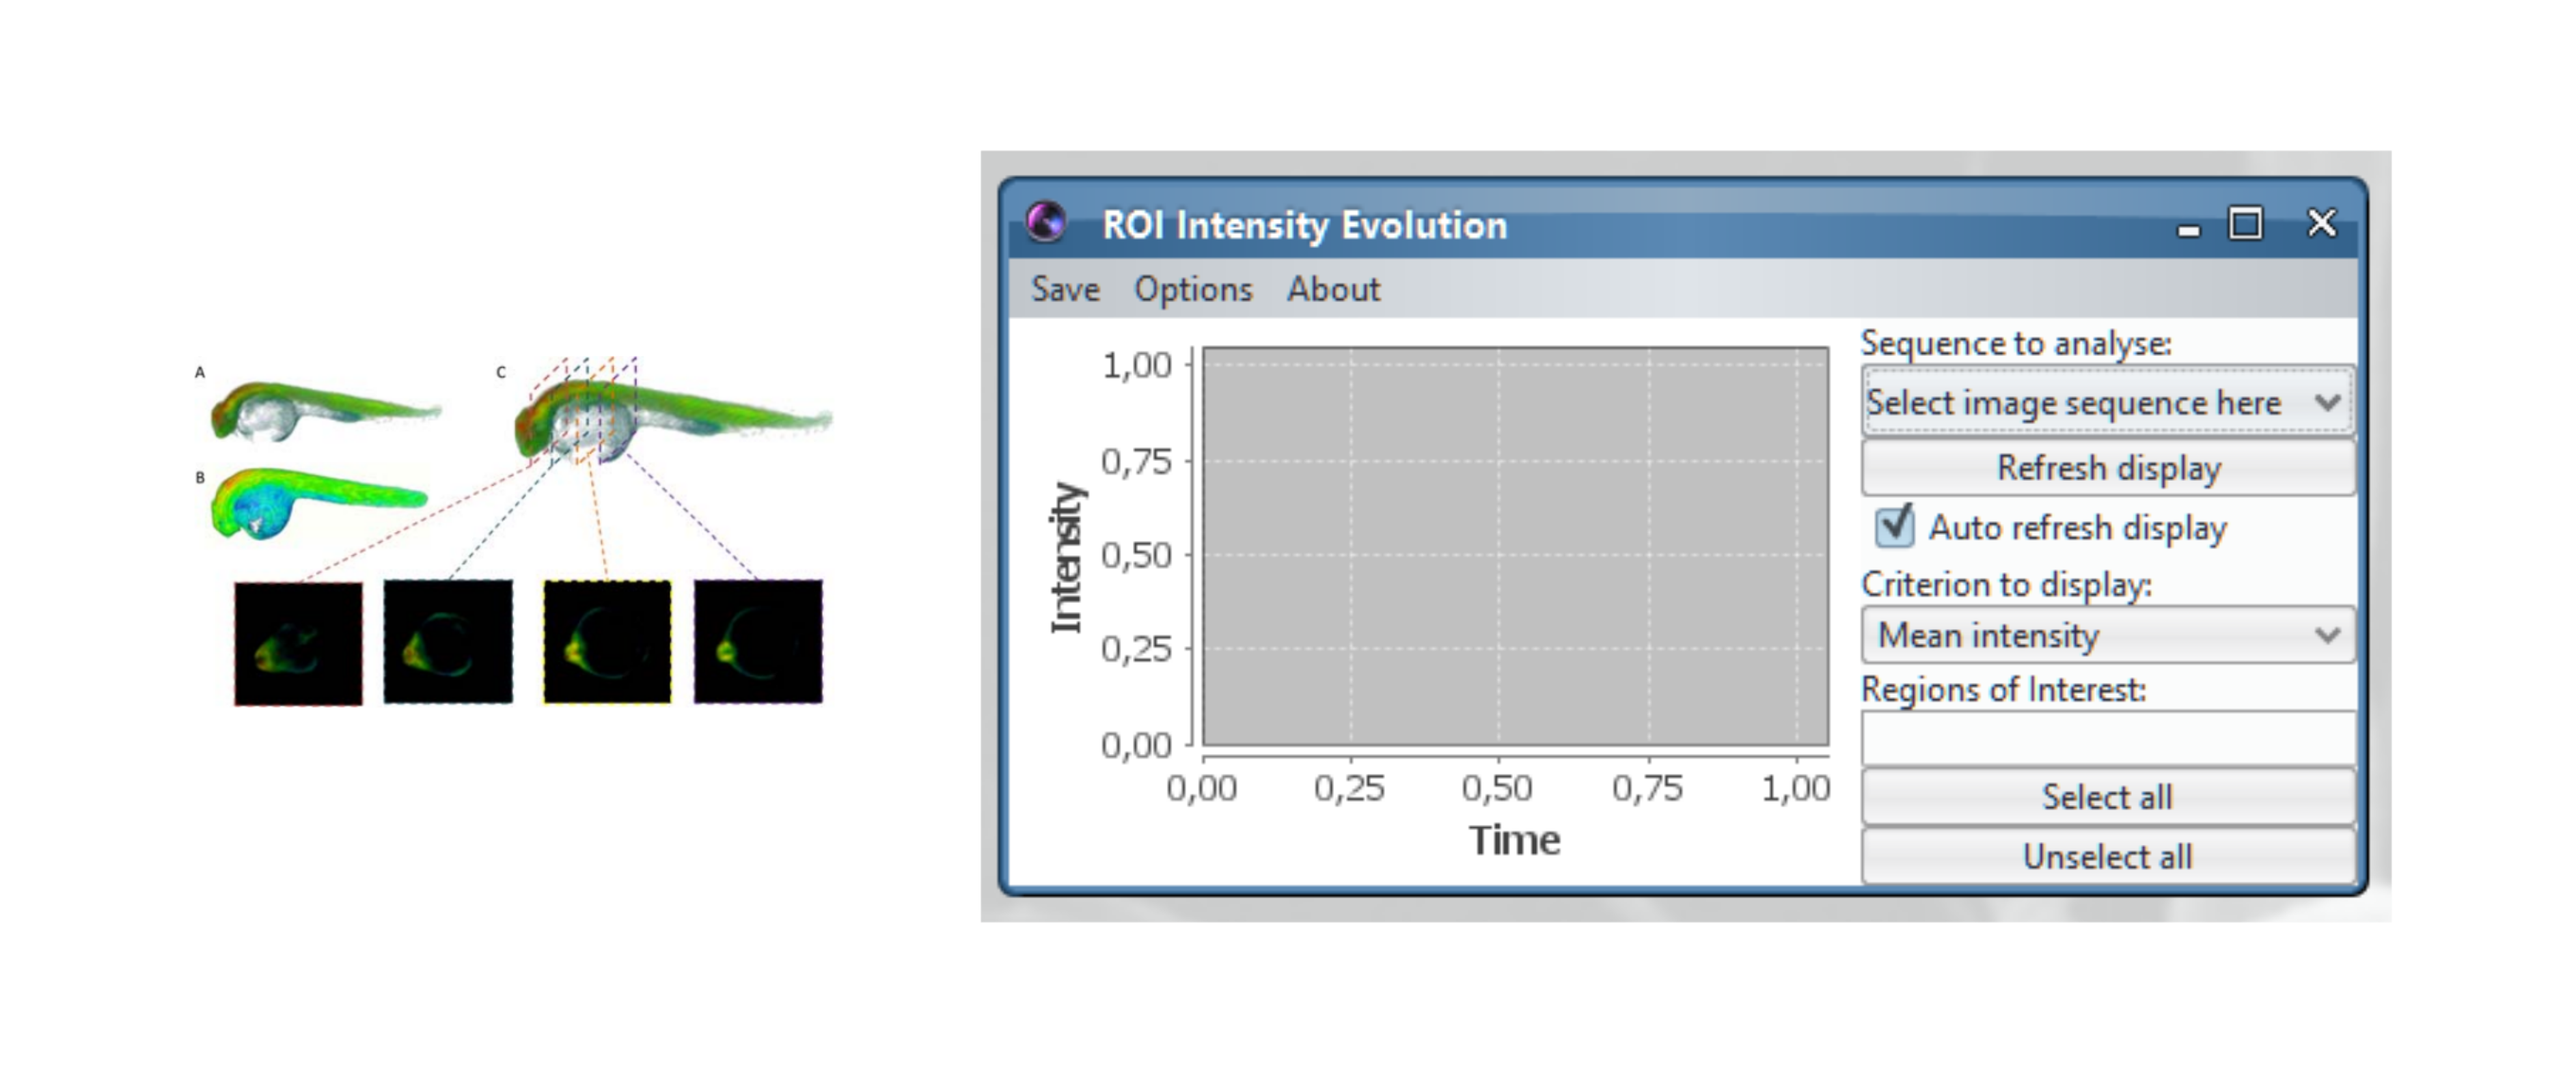 A
C
B
ROI Intensity Evolution
Save Options About
Sequence to analyse:
Select image sequence here
Refresh display
Auto refresh display
Criterion to display:
Mean intensity
Regions of Interest:
Select all
Unselect all
Intensity
1,00
0,75
0,50
0,25
0,00
0,00 0,25 0,50 0,75 1,00
Time